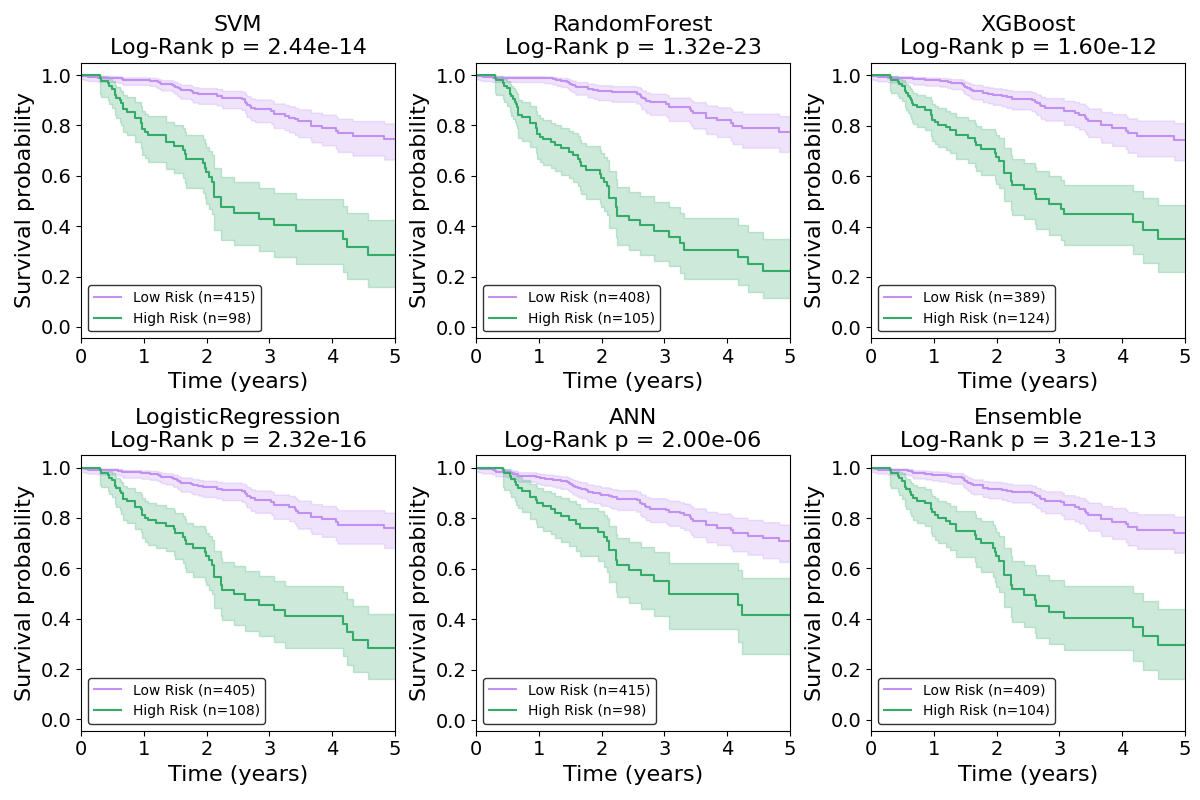 SVM
Log-Rank p = 2.44e-14
Survival probability
1.0
0.8
0.6
0.4
0.2
0.0
Low Risk (n=415)
High Risk (n=98)
0 1 2 3 4 5
Time (years)
RandomForest
Log-Rank p = 1.32e-23
Survival probability
1.0
0.8
0.6
0.4
0.2
0.0
Low Risk (n=408)
High Risk (n=105)
0 1 2 3 4 5
Time (years)
XGBoost
Log-Rank p = 1.60e-12
Survival probability
1.0
0.8
0.6
0.4
0.2
0.0
Low Risk (n=389)
High Risk (n=124)
0 1 2 3 4 5
Time (years)
LogisticRegression
Log-Rank p = 2.32e-16
Survival probability
1.0
0.8
0.6
0.4
0.2
0.0
Low Risk (n=405)
High Risk (n=108)
0 1 2 3 4 5
Time (years)
ANN
Log-Rank p = 2.00e-06
Survival probability
1.0
0.8
0.6
0.4
0.2
0.0
Low Risk (n=415)
High Risk (n=98)
0 1 2 3 4 5
Time (years)
Ensemble
Log-Rank p = 3.21e-13
Survival probability
1.0
0.8
0.6
0.4
0.2
0.0
Low Risk (n=409)
High Risk (n=104)
0 1 2 3 4 5
Time (years)